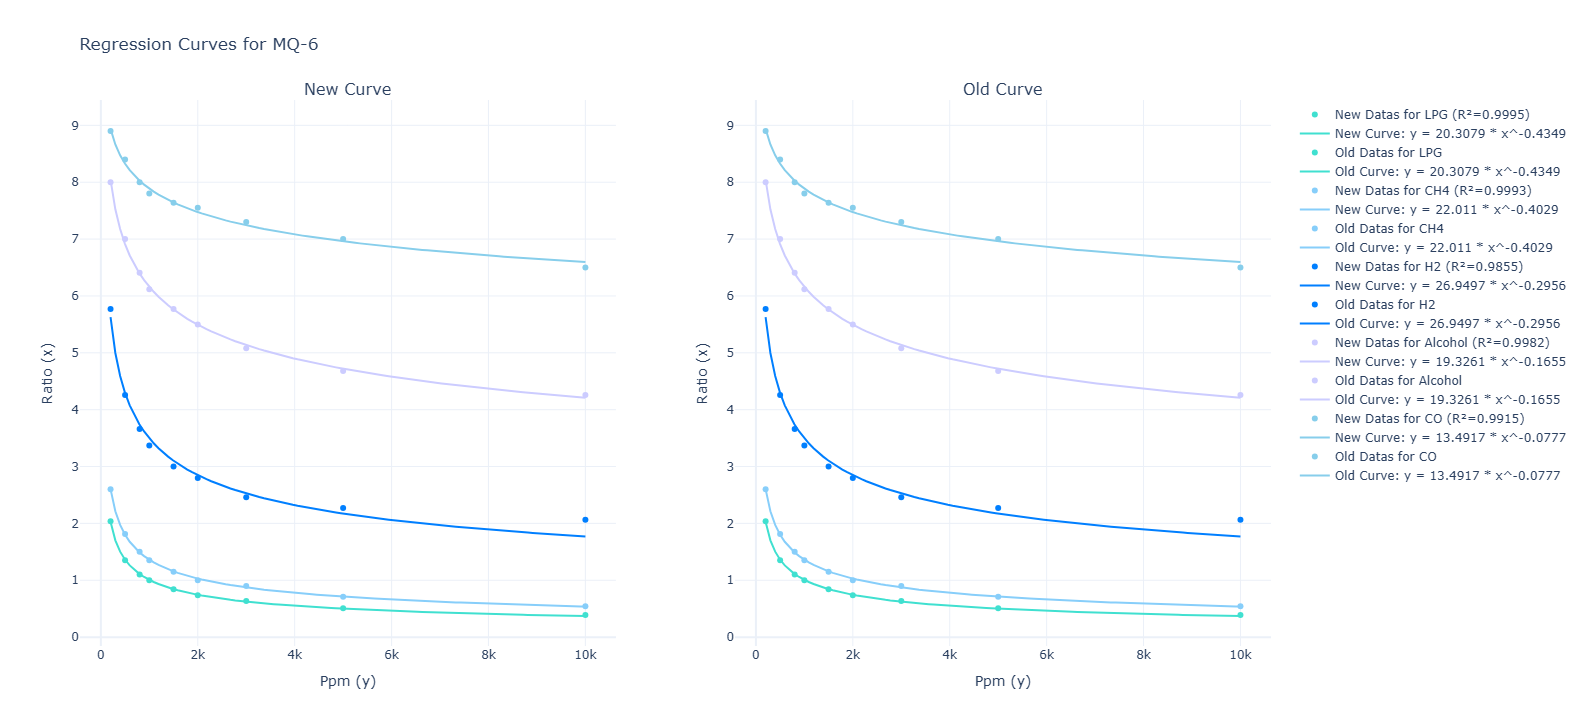 Regression Curves for MQ-6
New Curve
9
8
7
6
5
4
3
2
1
0
Ratio (x)
0
2k
4k
6k
8k
10k
Ppm (y)
Old Curve
9
8
7
6
5
4
3
2
1
0
Ratio (x)
0
2k
4k
6k
8k
10k
Ppm (y)
New Datas for LPG (R²=0.9995)
New Curve: y = 20.3079 * x^-0.4349
Old Datas for LPG
Old Curve: y = 20.3079 * x^-0.4349
New Datas for CH4 (R²=0.9993)
New Curve: y = 22.011 * x^-0.4029
Old Datas for CH4
Old Curve: y = 22.011 * x^-0.4029
New Datas for H2 (R²=0.9855)
New Curve: y = 26.9497 * x^-0.2956
Old Datas for H2
Old Curve: y = 26.9497 * x^-0.2956
New Datas for Alcohol (R²=0.9982)
New Curve: y = 19.3261 * x^-0.1655
Old Datas for Alcohol
Old Curve: y = 19.3261 * x^-0.1655
New Datas for CO (R²=0.9915)
New Curve: y = 13.4917 * x^-0.0777
Old Datas for CO
Old Curve: y = 13.4917 * x^-0.0777